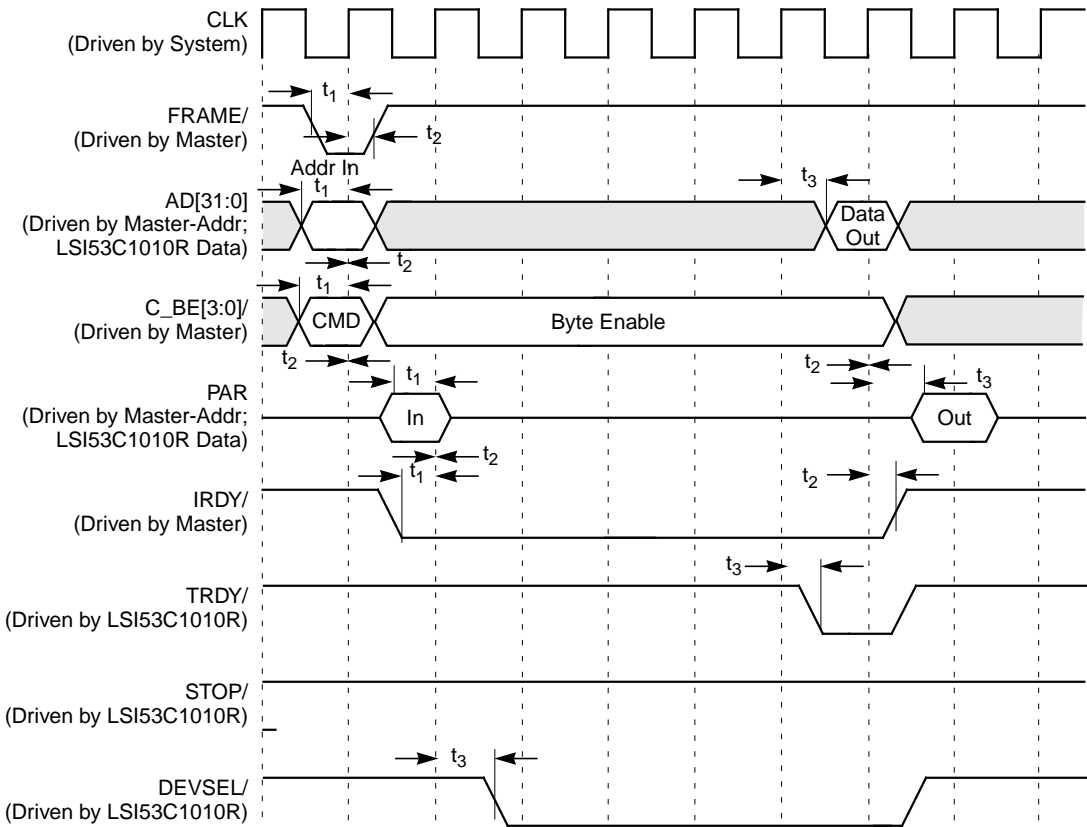 CLK
(Driven by System)
t1
FRAME/
(Driven by Master)
t2
Addr In
t1
t3
AD[31:0]
(Driven by Master-Addr;
LSI53C1010R Data)
Data
Out
t2
t1
C_BE[3:0]/
(Driven by Master)
CMD
Byte Enable
t2
t2
t1
t3
PAR
(Driven by Master-Addr;
LSI53C1010R Data)
In
Out
t2
t1
t2
IRDY/
(Driven by Master)
t3
TRDY/
(Driven by LSI53C1010R)
STOP/
(Driven by LSI53C1010R)
t3
DEVSEL/
(Driven by LSI53C1010R)